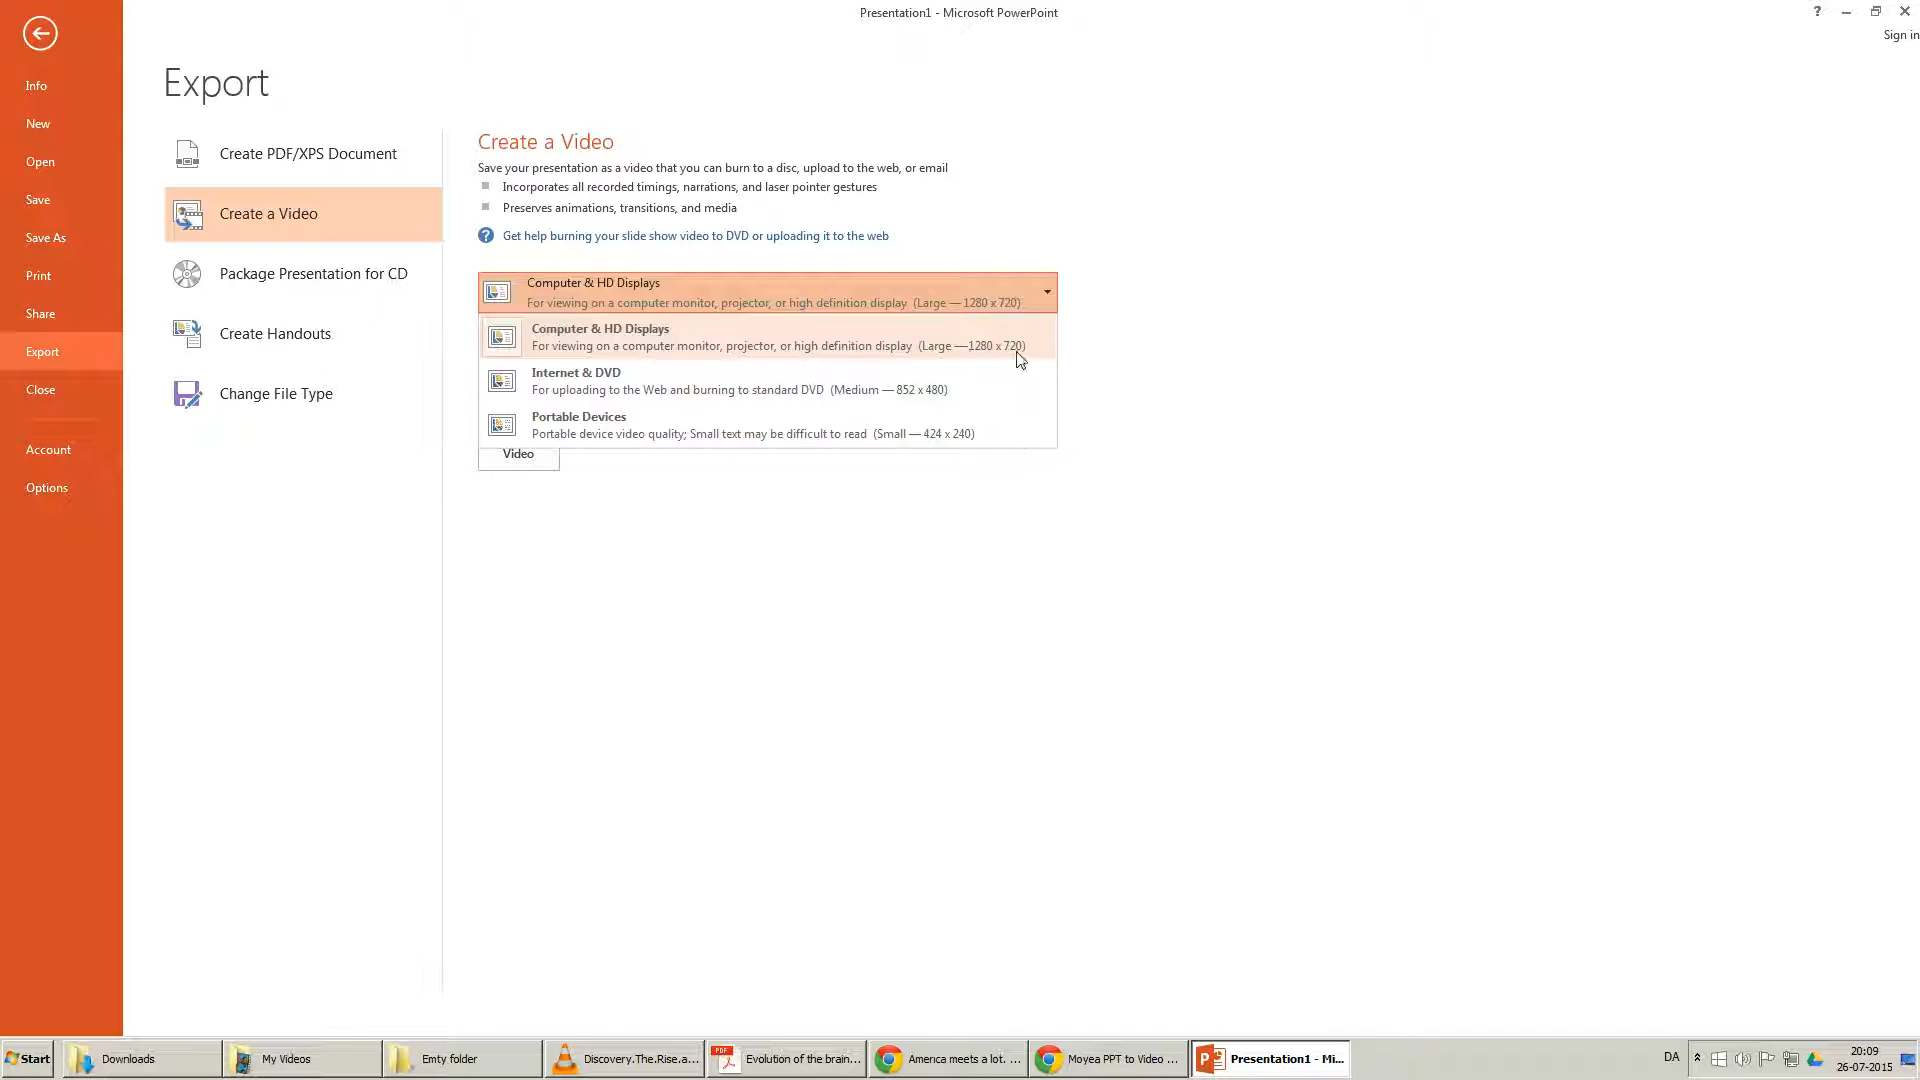 Presentation1 - Microsoft PowerPoint
?
Sign in
Info
New
Open
Save
Save As
Print
Share
Export
Close
Account
Options
Export
Create PDF/XPS Document
Create a Video
Package Presentation for CD
Create Handouts
Change File Type
Create a Video
Save your presentation as a video that you can burn to a disc, upload to the web, or email
Incorporates all recorded timings, narrations, and laser pointer gestures
Preserves animations, transitions, and media
? Get help burning your slide show video to DVD or uploading it to the web
Computer & HD Displays
For viewing on a computer monitor, projector, or high definition display (Large — 1280 x 720)
Computer & HD Displays
For viewing on a computer monitor, projector, or high definition display (Large —1280 x 720)
Internet & DVD
For uploading to the Web and burning to standard DVD (Medium — 852 x 480)
Portable Devices
Portable device video quality; Small text may be difficult to read (Small — 424 x 240)
Video
Start
Downloads
My Videos
Emty folder
Discovery.The.Rise.a...
PDF
Evolution of the brain...
America meets a lot. ...
Moyea PPT to Video ...
Presentation1 - Mi...
DA
20:09
26-07-2015